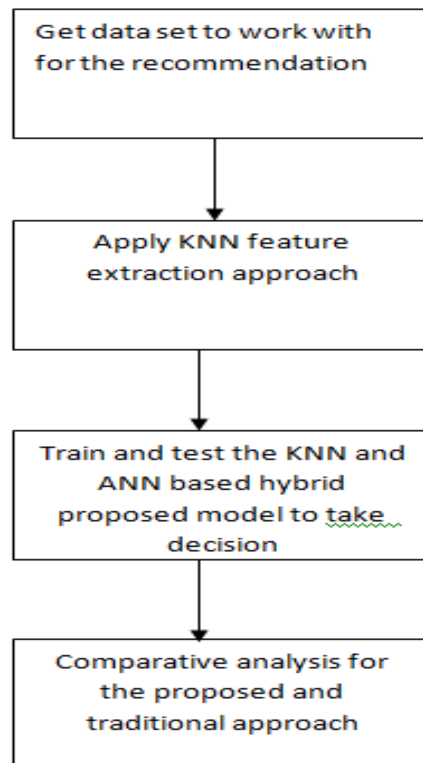 Get data set to work with
for the recommendation
Apply KNN feature
extraction approach
Train and test the KNN and
ANN based hybrid
proposed model to take
decision
Comparative analysis for
the proposed and
traditional approach